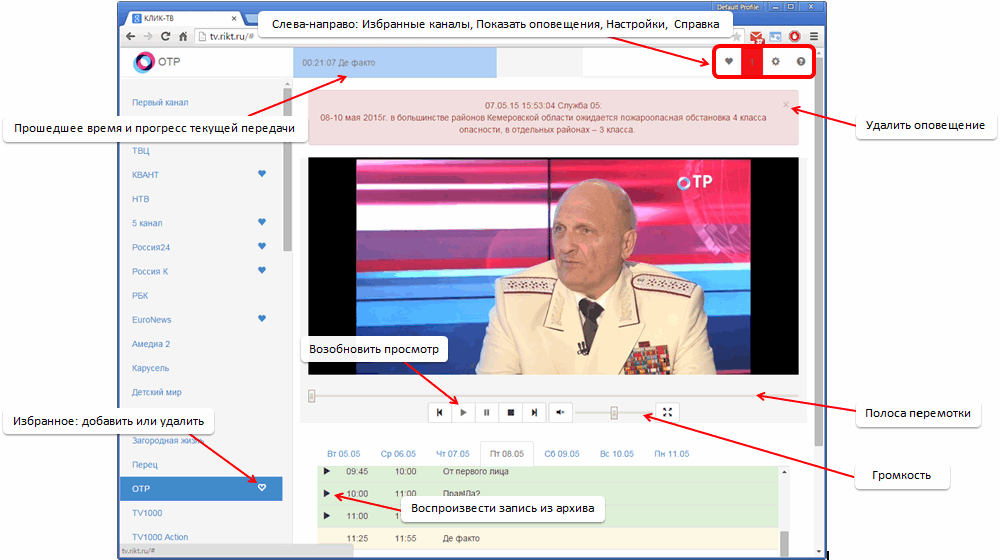 Default Profile
КЛИК-ТВ
Слева-направо: Избранные каналы, Показать оповещения, Настройки, Справка
tv.rikt.ru/#
ОТР
00:21:07 Де факто
Первый канал
Прошедшее время и прогресс текущей передачи
07.05.15 15:53:04 Служба 05:
08-10 мая 2015г. в большинстве районов Кемеровской области ожидается пожароопасная обстановка 4 класса
опасности, в отдельных районах – 3 класса.
Удалить оповещение
ТВЦ
КВАНТ
НТВ
5 канал
Россия24
Россия К
РБК
EuroNews
Амедиа 2
Карусель
Детский мир
ОТР
Возобновить просмотр
Избранное: добавить или удалить
Полоса перемотки
Загородная жизнь
Перец
ОТР
TV1000
TV1000 Action
Громкость
Вт 05.05
Ср 06.05
Чт 07.05
Пт 08.05
Сб 09.05
Вс 10.05
Пн 11.05
09:45 10:00 От первого лица
10:00 11:00 Прав!Да?
11:00
Воспроизвести запись из архива
11:25 11:55 Де факто
tv.rikt.ru/#